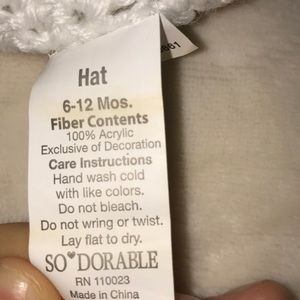 Hat
6-12 Mos.
Fiber Contents
100% Acrylic
Exclusive of Decoration
Care Instructions
Hand wash cold
with like colors.
Do not bleach.
Do not wring or twist.
Lay flat to dry.
SO♥DORABLE
RN 110023
Made in China